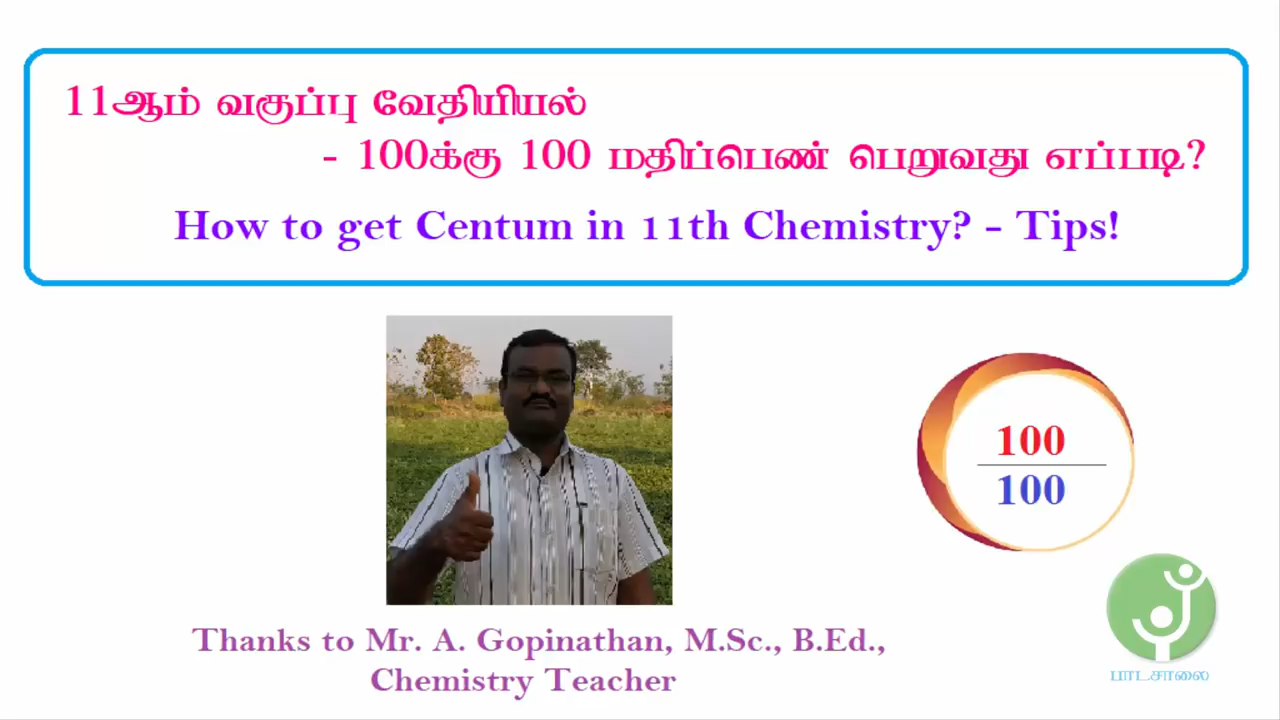 11ஆம் வகுப்பு வேதியியல்
- 100க்கு 100 மதிப்பெண் பெறுவது எப்படி?
How to get Centum in 11th Chemistry? - Tips!
100
100
Thanks to Mr. A. Gopinathan, M.Sc., B.Ed.,
Chemistry Teacher
பாடசாலை